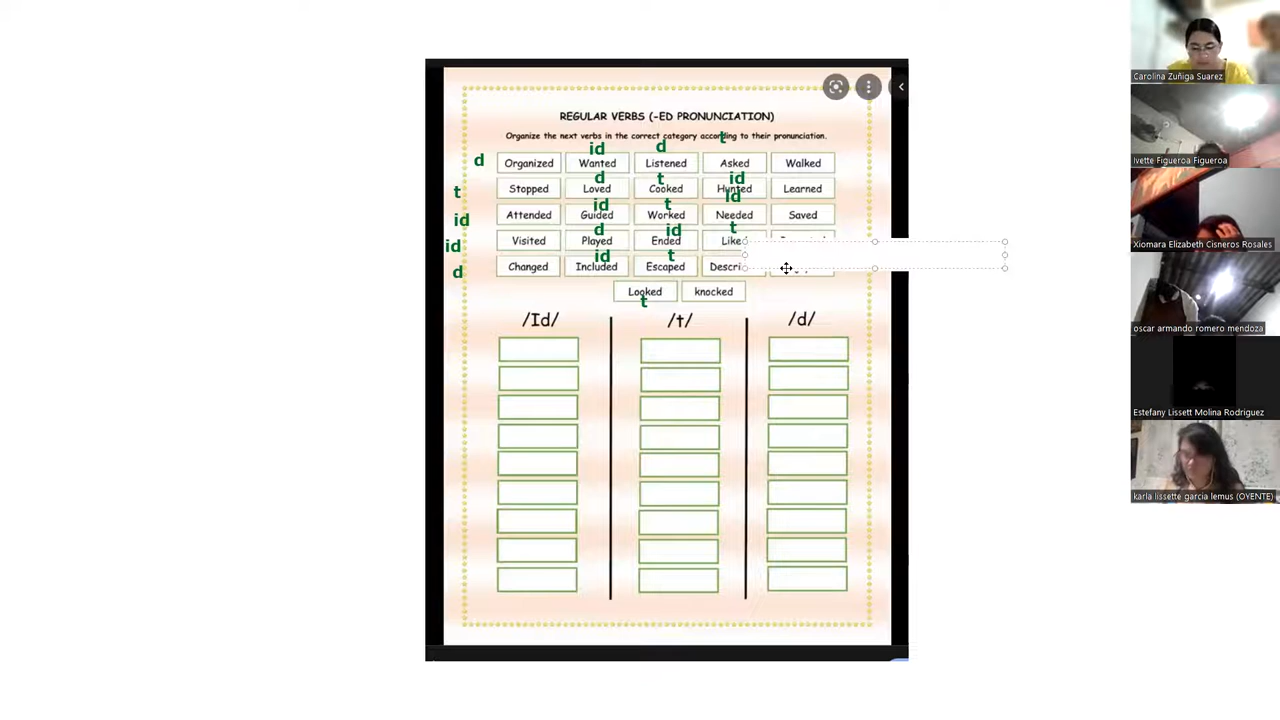 REGULAR VERBS (-ED PRONUNCIATION)
Organize the next verbs in the correct category according to their pronunciation.
t
id d
d Organized Wanted Listened Asked Walked
d t id
t Stopped Loved Cooked Hunted Learned
id t id
id Attended Guided Worked Needed Saved
d id t
id Visited Played Ended
id t
d Changed Included Escaped
Looked knocked
t
/Id/ /t/ /d/
Carolina Zuñiga Suarez
Ivette Figueroa Figueroa
Xiomara Elizabeth Cisneros Rosales
oscar armando romero mendoza
Estefany Lissett Molina Rodriguez
karla lissette garcia lemus (OYENTE)